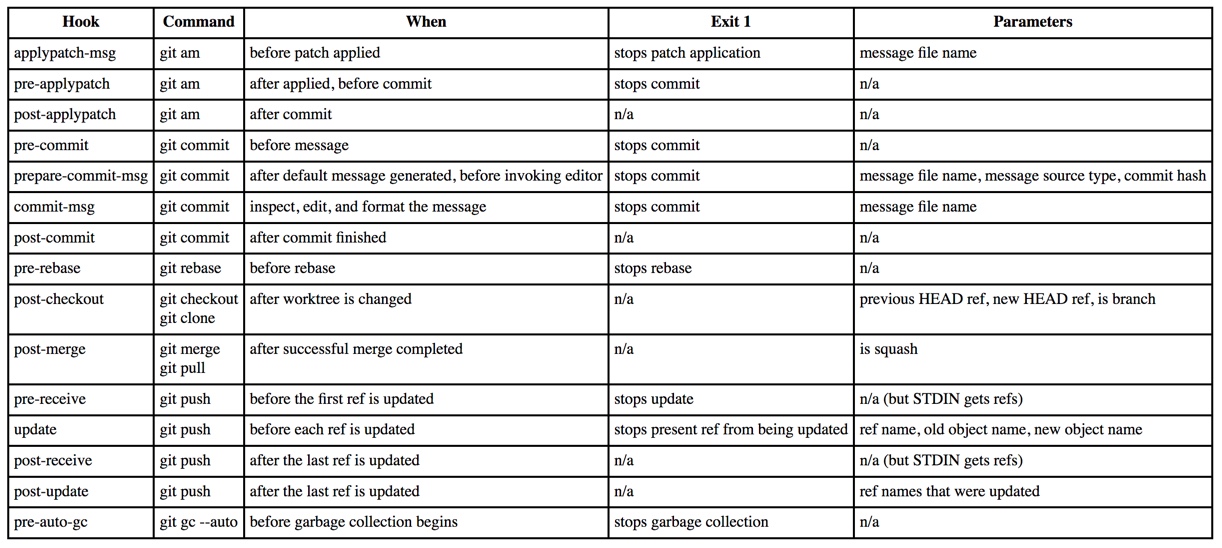 Hook Command When Exit 1 Parameters
applypatch-msg git am before patch applied stops patch application message file name
pre-applypatch git am after applied, before commit stops commit n/a
post-applypatch git am after commit n/a n/a
pre-commit git commit before message stops commit n/a
prepare-commit-msg git commit after default message generated, before invoking editor stops commit message file name, message source type, commit hash
commit-msg git commit inspect, edit, and format the message stops commit message file name
post-commit git commit after commit finished n/a n/a
pre-rebase git rebase before rebase stops rebase n/a
post-checkout git checkout after worktree is changed n/a previous HEAD ref, new HEAD ref, is branch
git clone
post-merge git merge after successful merge completed n/a is squash
git pull
pre-receive git push before the first ref is updated stops update n/a (but STDIN gets refs)
update git push before each ref is updated stops present ref from being updated ref name, old object name, new object name
post-receive git push after the last ref is updated n/a n/a (but STDIN gets refs)
post-update git push after the last ref is updated n/a ref names that were updated
pre-auto-gc git gc --auto before garbage collection begins stops garbage collection n/a